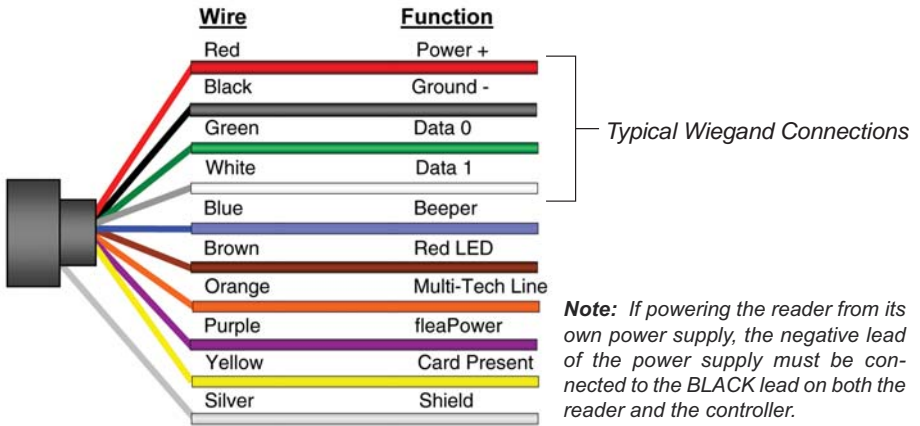 Wire Function
Red Power +
Black Ground -
Green Data 0
White Data 1
Blue Beeper
Brown Red LED
Orange Multi-Tech Line
Purple fleaPower
Yellow Card Present
Silver Shield
Typical Wiegand Connections
Note: If powering the reader from its
own power supply, the negative lead
of the power supply must be con-
nected to the BLACK lead on both the
reader and the controller.